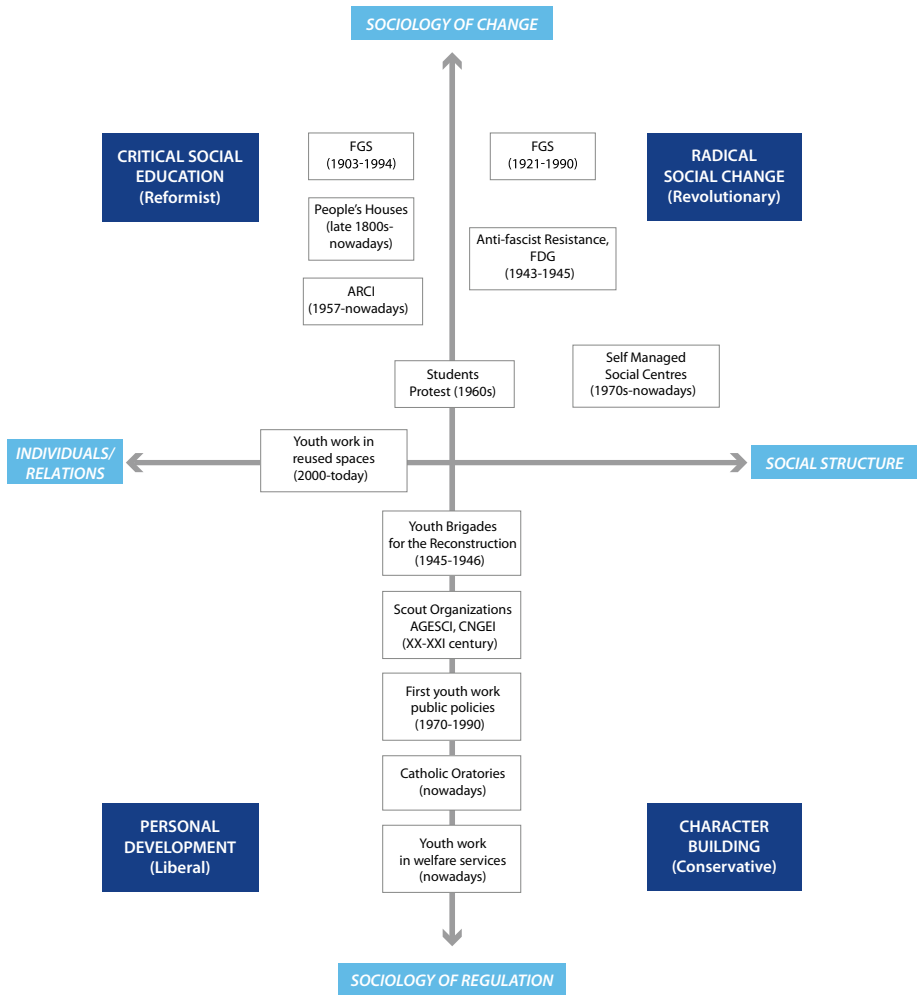 SOCIOLOGY OF CHANGE
CRITICAL SOCIAL
EDUCATION
(Reformist)
FGS
(1903-1994)
FGS
(1921-1990)
RADICAL
SOCIAL CHANGE
(Revolutionary)
People’s Houses
(late 1800s-
nowadays)
Anti-fascist Resistance,
FDG
(1943-1945)
ARCI
(1957-nowadays)
Students
Protest (1960s)
Self Managed
Social Centres
(1970s-nowadays)
INDIVIDUALS/
RELATIONS
Youth work in
reused spaces
(2000-today)
SOCIAL STRUCTURE
Youth Brigades
for the Reconstruction
(1945-1946)
Scout Organizations
AGESCI, CNGEI
(XX-XXI century)
First youth work
public policies
(1970-1990)
Catholic Oratories
(nowadays)
PERSONAL
DEVELOPMENT
(Liberal)
Youth work
in welfare services
(nowadays)
CHARACTER
BUILDING
(Conservative)
SOCIOLOGY OF REGULATION